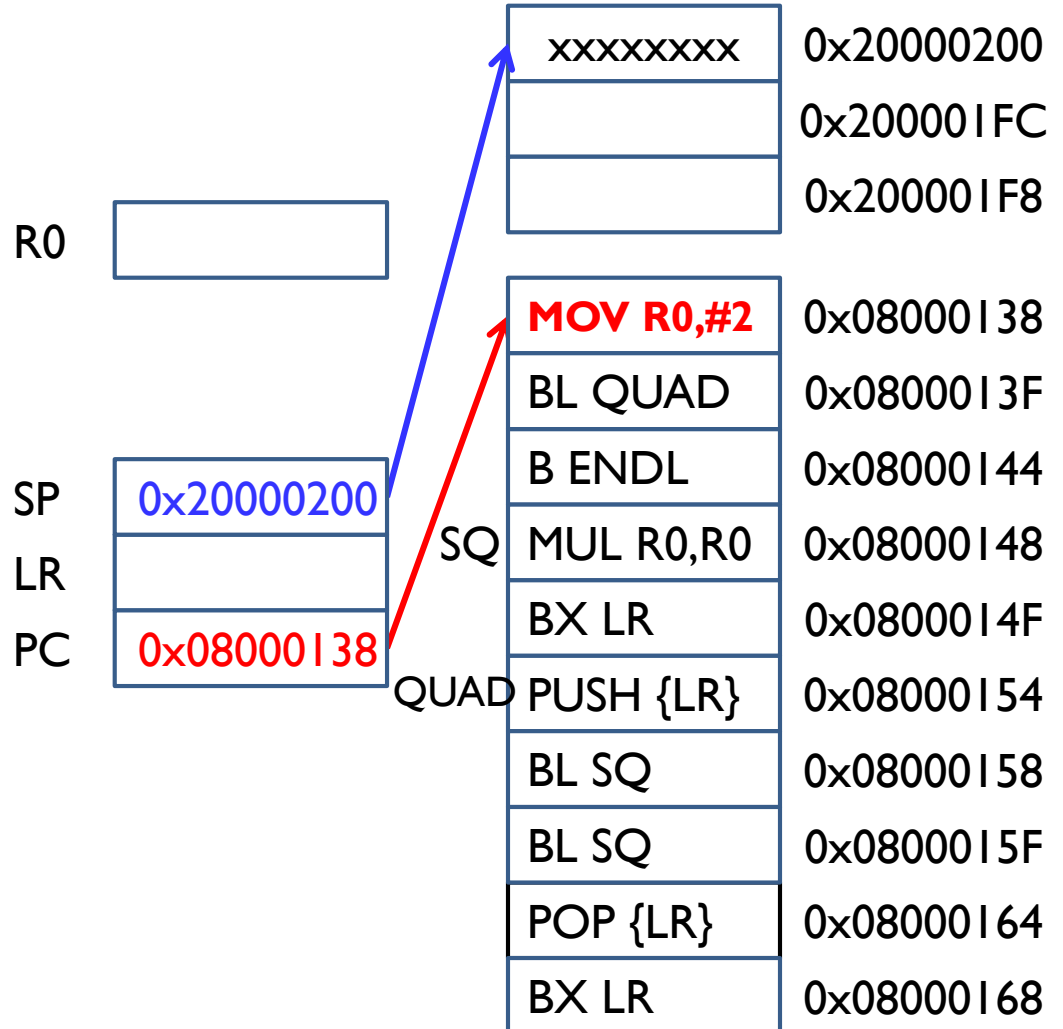 xxxxxxxx 0x20000200
0x200001FC
0x200001F8
R0
MOV R0,#2 0x08000138
BL QUAD 0x0800013F
B ENDL 0x08000144
SP 0x20000200
SQ MUL R0,R0 0x08000148
LR
BX LR 0x0800014F
PC 0x08000138
QUAD PUSH {LR} 0x08000154
BL SQ 0x08000158
BL SQ 0x0800015F
POP {LR} 0x08000164
BX LR 0x08000168